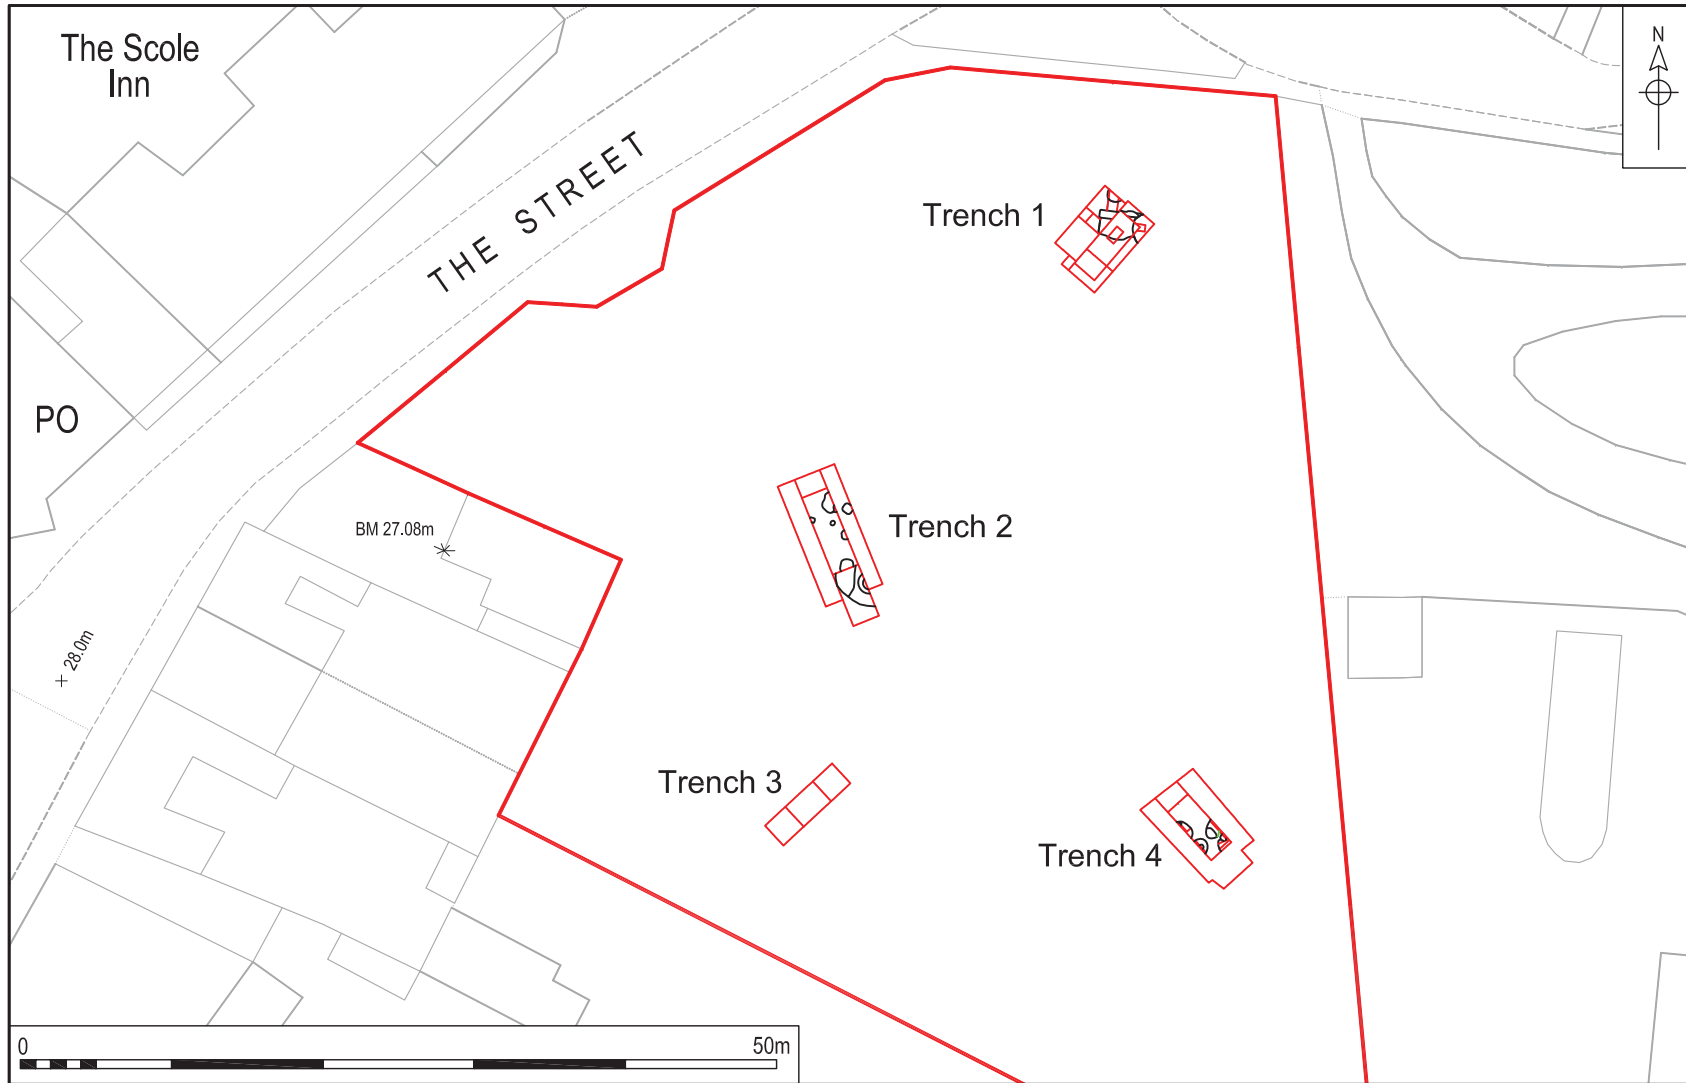 The Scole
Inn
N
THE STREET
Trench 1
PO
BM 27.08m
Trench 2
+ 28.0m
Trench 3
Trench 4
0
50m